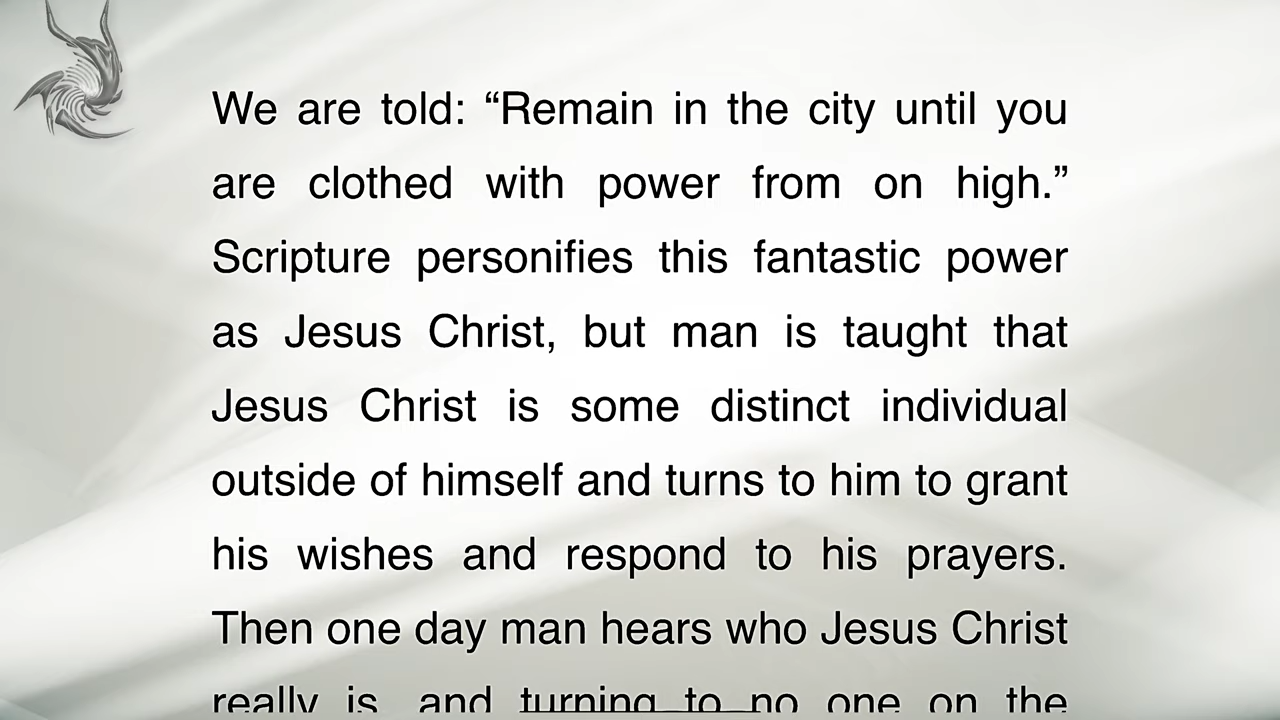 We are told: “Remain in the city until you
are clothed with power from on high.”
Scripture personifies this fantastic power
as Jesus Christ, but man is taught that
Jesus Christ is some distinct individual
outside of himself and turns to him to grant
his wishes and respond to his prayers.
Then one day man hears who Jesus Christ
really is and turning to no one on the